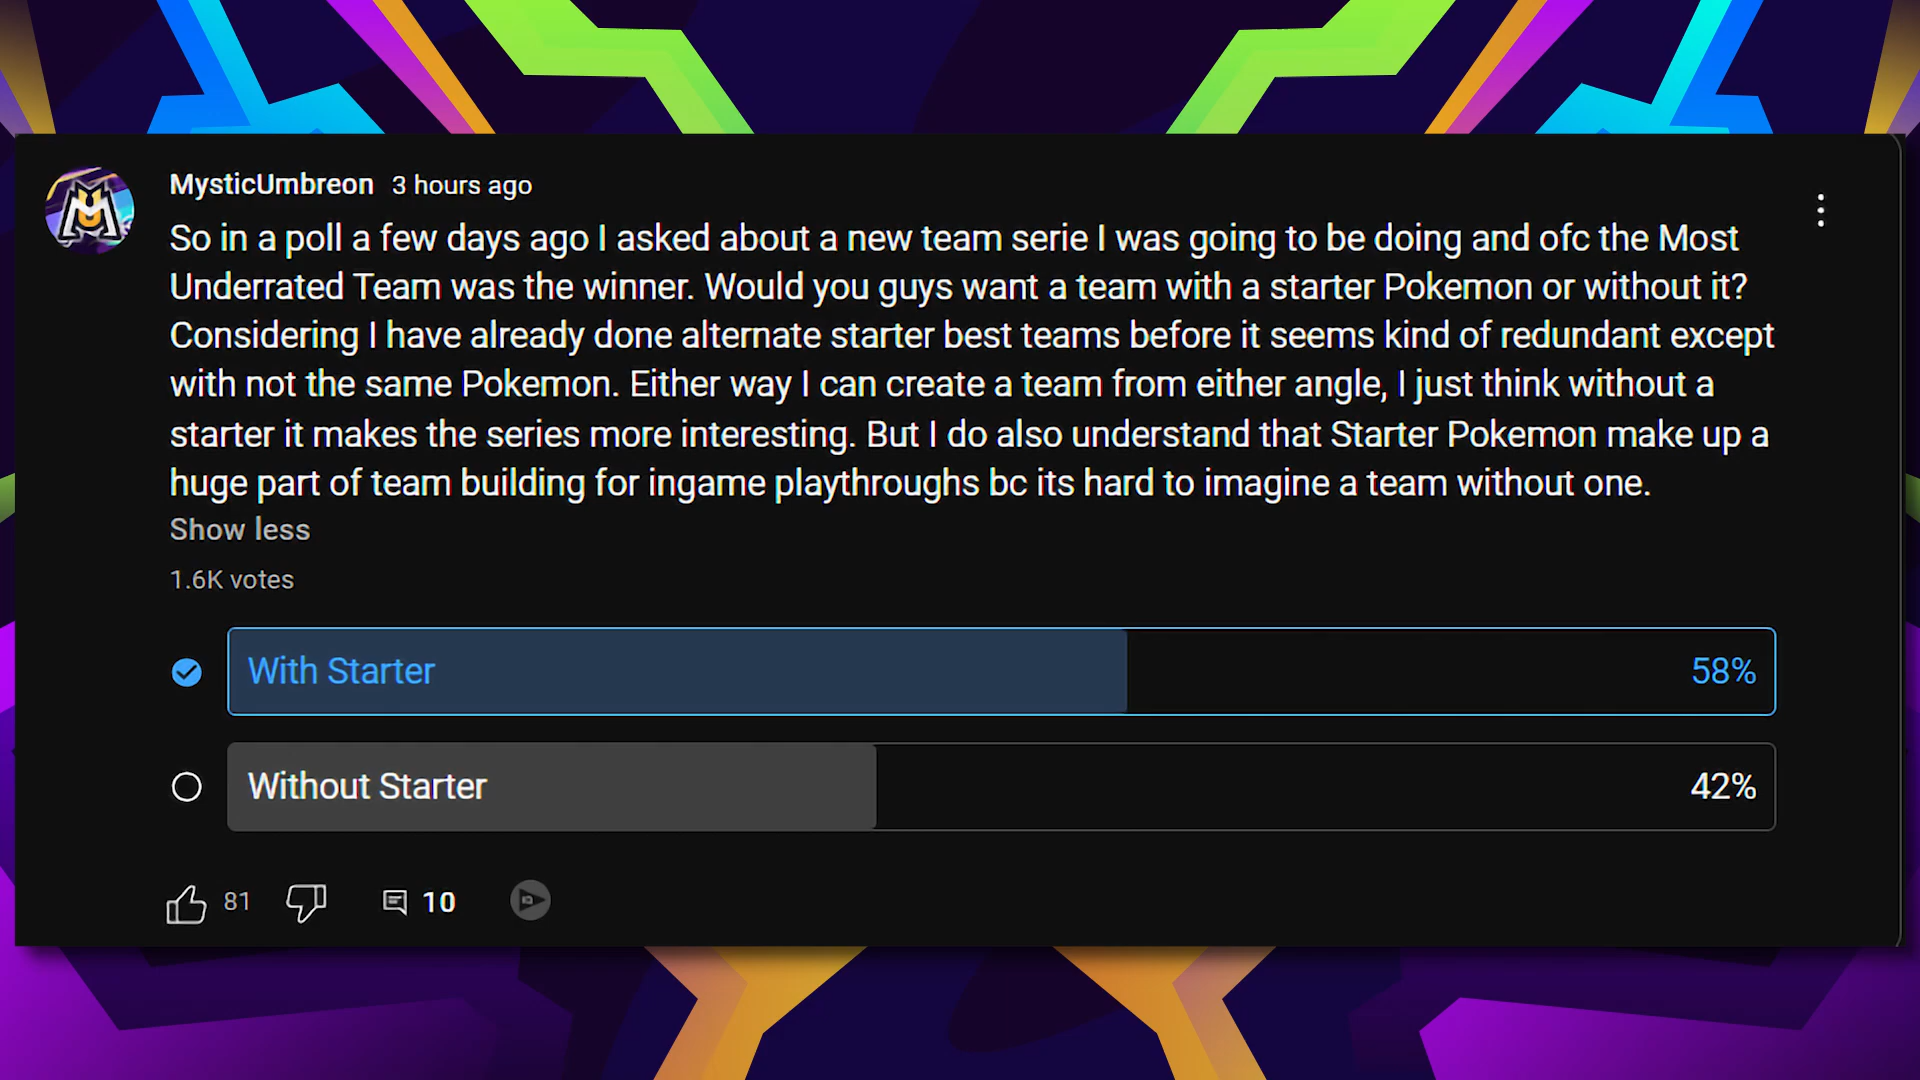 MysticUmbreon 3 hours ago
So in a poll a few days ago I asked about a new team serie I was going to be doing and ofc the Most
Underrated Team was the winner. Would you guys want a team with a starter Pokemon or without it?
Considering I have already done alternate starter best teams before it seems kind of redundant except
with not the same Pokemon. Either way I can create a team from either angle, I just think without a
starter it makes the series more interesting. But I do also understand that Starter Pokemon make up a
huge part of team building for ingame playthroughs bc its hard to imagine a team without one.
Show less
1.6K votes
With Starter 58%
Without Starter 42%
81 10